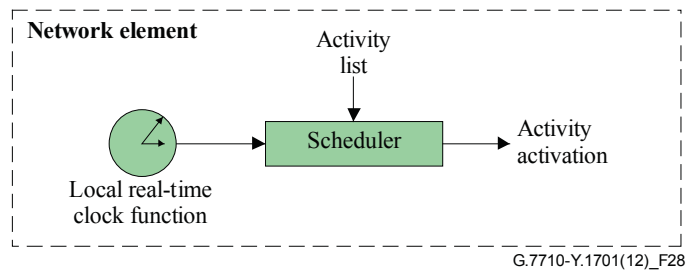 Network element
Activity
list
Scheduler
Activity
activation
Local real-time
clock function
G.7710-Y.1701(12)_F28